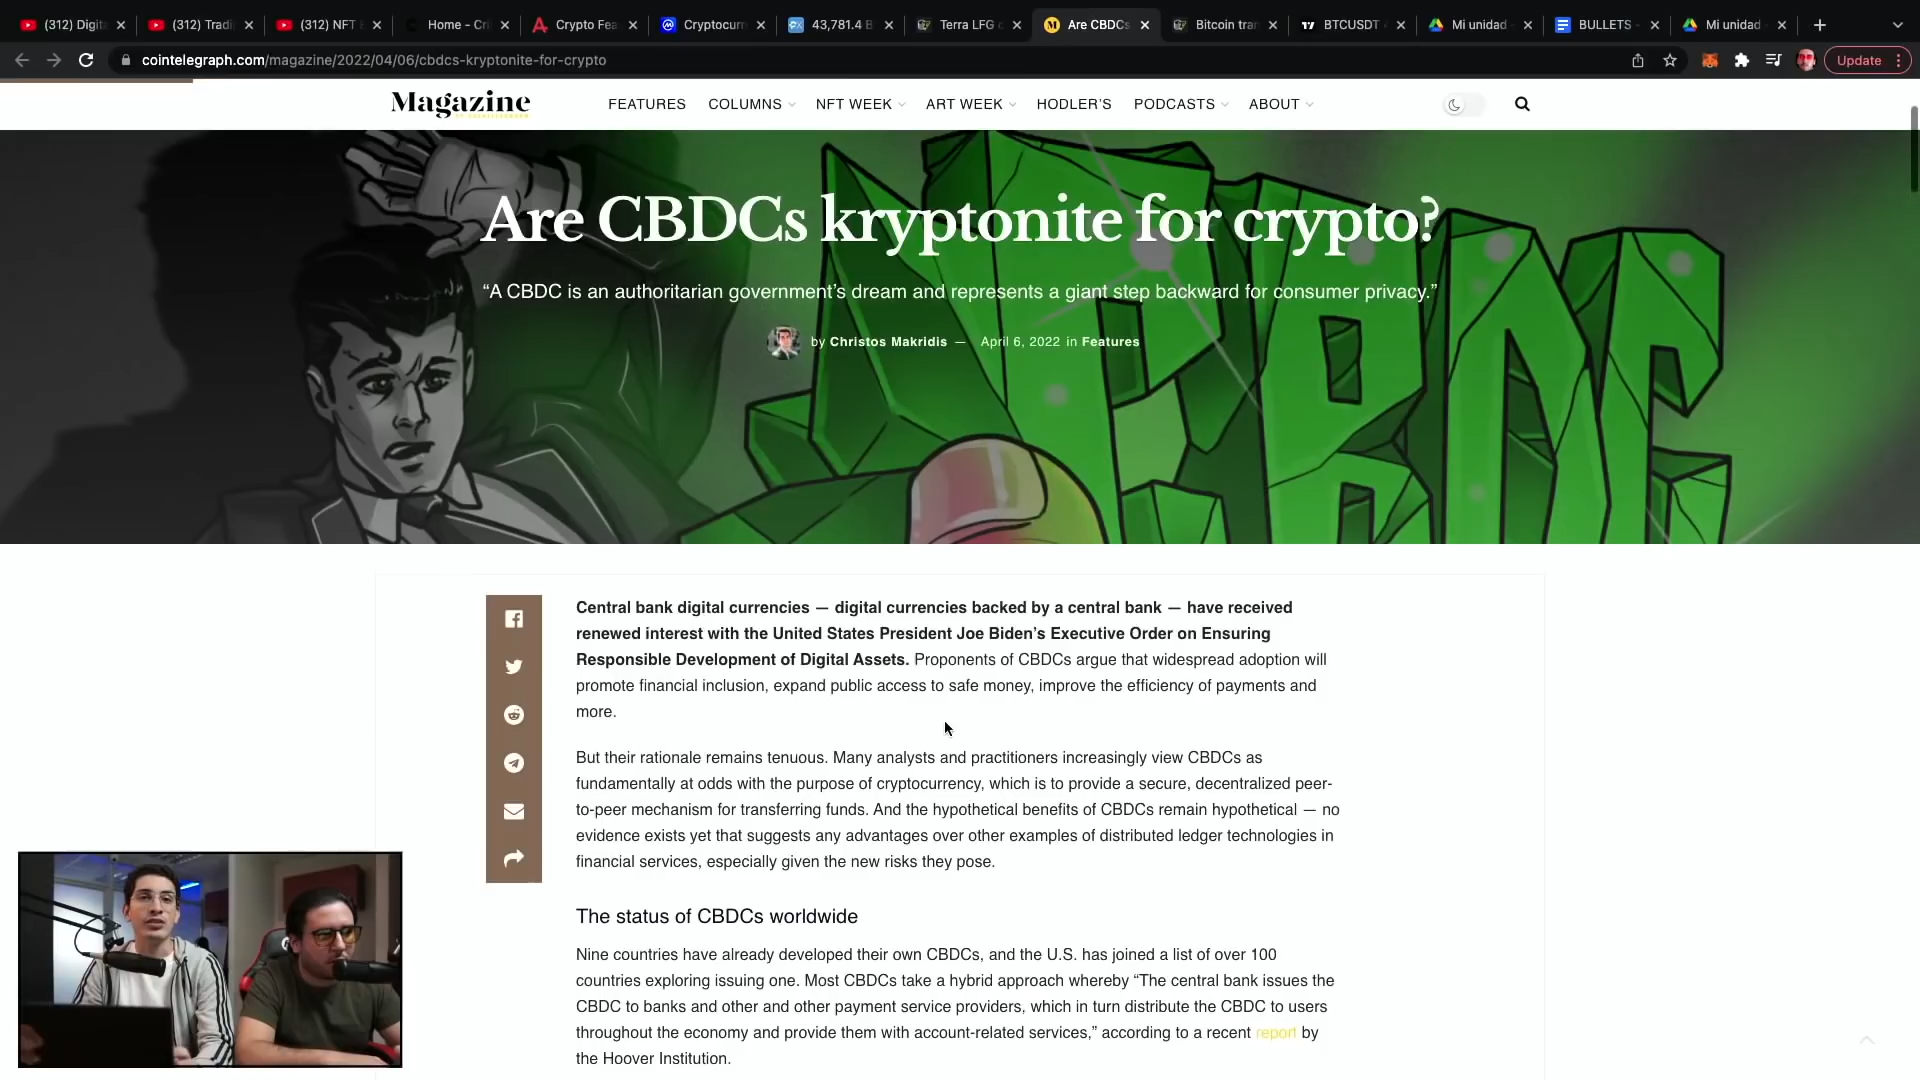 (312) Digit
(312) Tradi
(312) NFT
Home - Cri
Crypto Fea
Cryptocurr
43,781.4 B
Terra LFG c
Are CBDCs
Bitcoin tran
BTCUSDT
Mi unidad
BULLETS -
Mi unidad
cointelegraph.com/magazine/2022/04/06/cbdcs-kryptonite-for-crypto
Update
Magazine
FEATURES COLUMNS NFT WEEK ART WEEK HODLER'S PODCASTS ABOUT
CBDC
Are CBDCs kryptonite for crypto?
“A CBDC is an authoritarian government’s dream and represents a giant step backward for consumer privacy.”
by Christos Makridis — April 6, 2022 in Features
Central bank digital currencies — digital currencies backed by a central bank — have received
renewed interest with the United States President Joe Biden’s Executive Order on Ensuring
Responsible Development of Digital Assets. Proponents of CBDCs argue that widespread adoption will
promote financial inclusion, expand public access to safe money, improve the efficiency of payments and
more.
But their rationale remains tenuous. Many analysts and practitioners increasingly view CBDCs as
fundamentally at odds with the purpose of cryptocurrency, which is to provide a secure, decentralized peer-
to-peer mechanism for transferring funds. And the hypothetical benefits of CBDCs remain hypothetical — no
evidence exists yet that suggests any advantages over other examples of distributed ledger technologies in
financial services, especially given the new risks they pose.
The status of CBDCs worldwide
Nine countries have already developed their own CBDCs, and the U.S. has joined a list of over 100
countries exploring issuing one. Most CBDCs take a hybrid approach whereby “The central bank issues the
CBDC to banks and other and other payment service providers, which in turn distribute the CBDC to users
throughout the economy and provide them with account-related services,” according to a recent report by
the Hoover Institution.